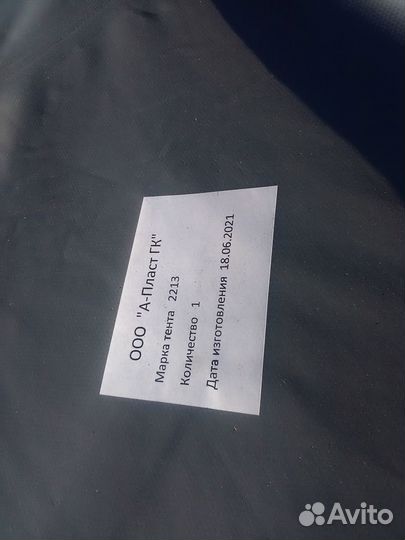 ООО "А-Пласт ГК"
Марка тента 2213
Количество 1
Дата изготовления 18.06.2021
Avito